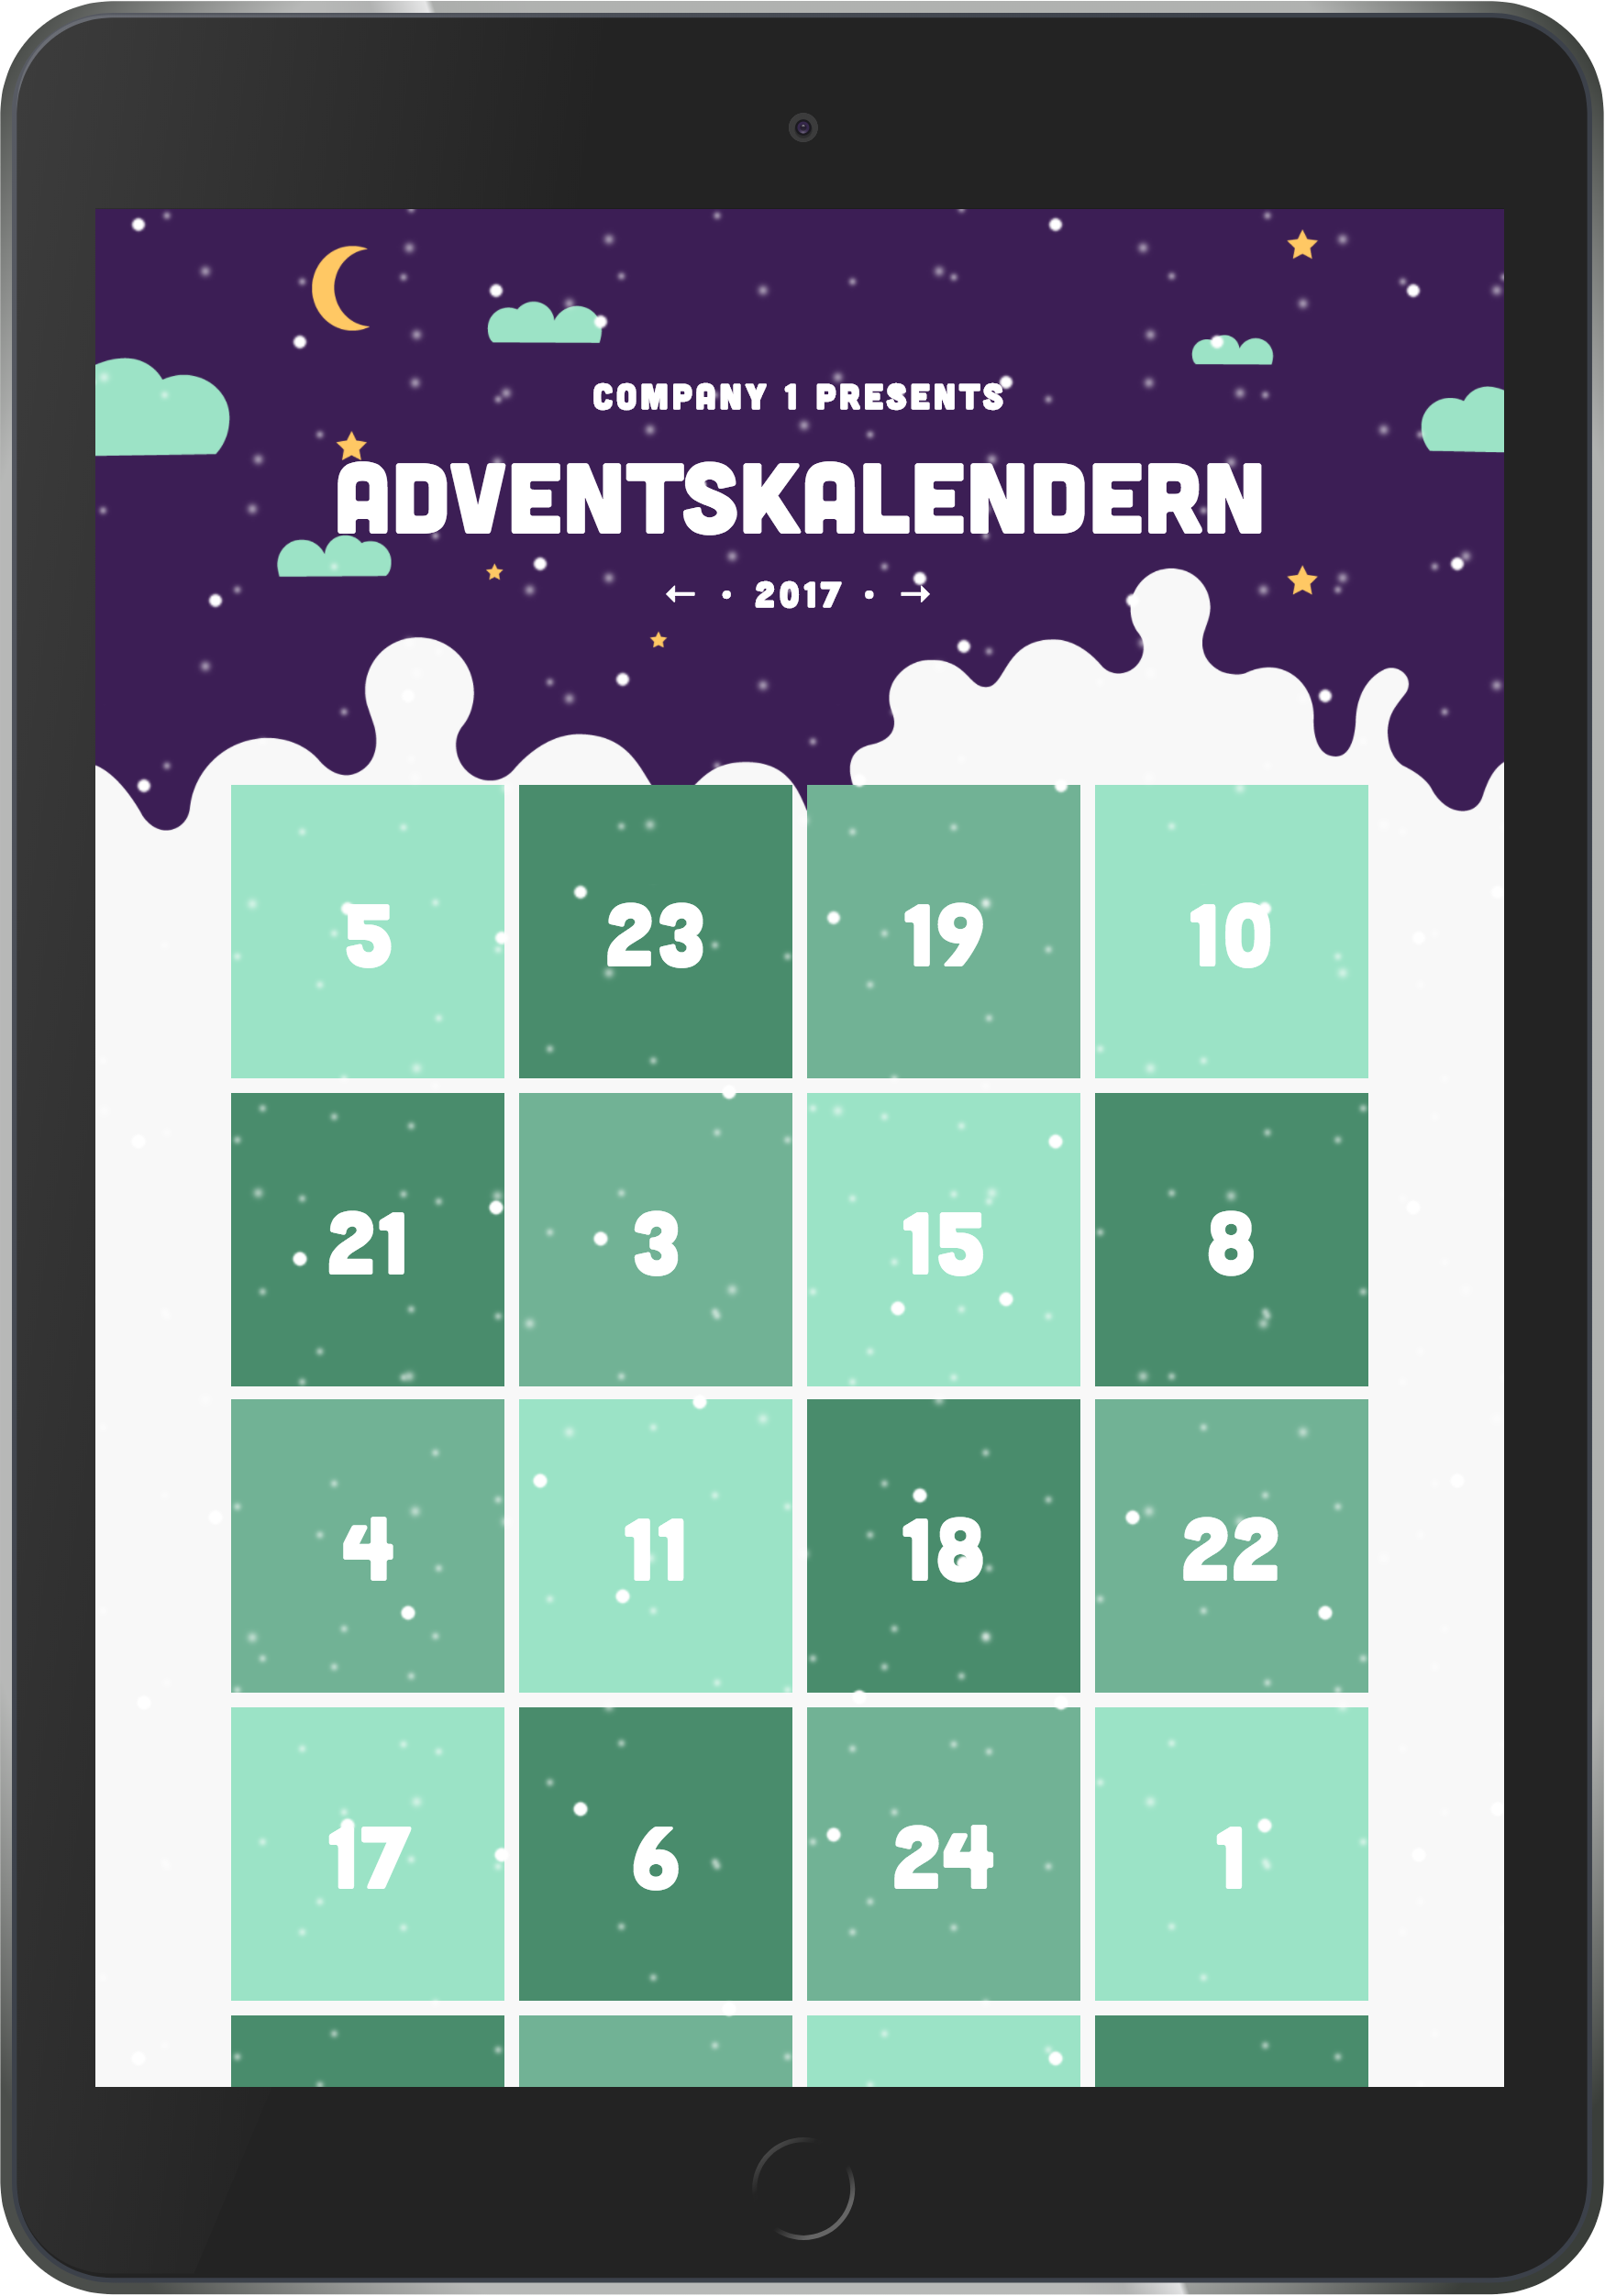 COMPANY 1 PRESENTS
ADVENTSKALENDERN
← · 2017 · →
5 23 19 10
21 3 15 8
4 11 18 22
17 6 24 1